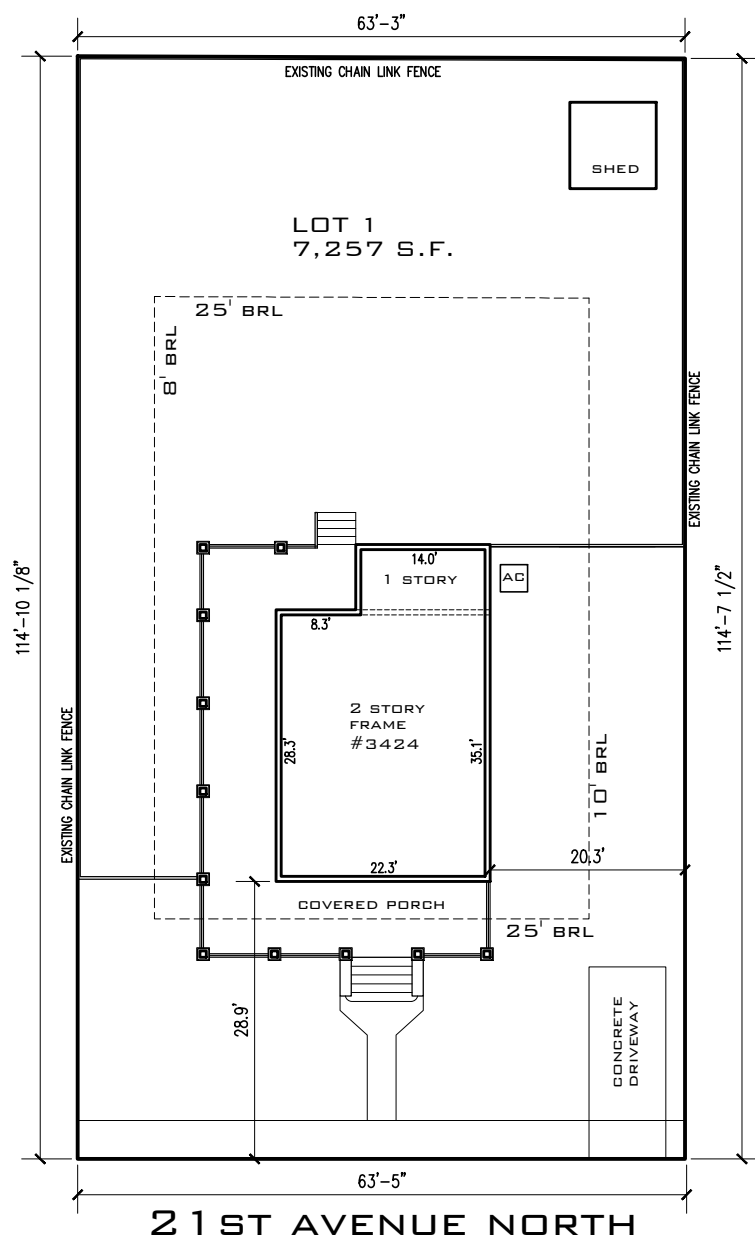 63'-3"
EXISTING CHAIN LINK FENCE
SHED
LOT 1
7,257 S.F.
25' BRL
8' BRL
EXISTING CHAIN LINK FENCE
114'-10 1/8"
114'-7 1/2"
14.0'
1 STORY
AC
8.3'
2 STORY
FRAME
#3424
28.3'
35.1'
EXISTING CHAIN LINK FENCE
10' BRL
22.3'
20.3'
COVERED PORCH
25' BRL
28.9'
CONCRETE
DRIVEWAY
63'-5"
21ST AVENUE NORTH